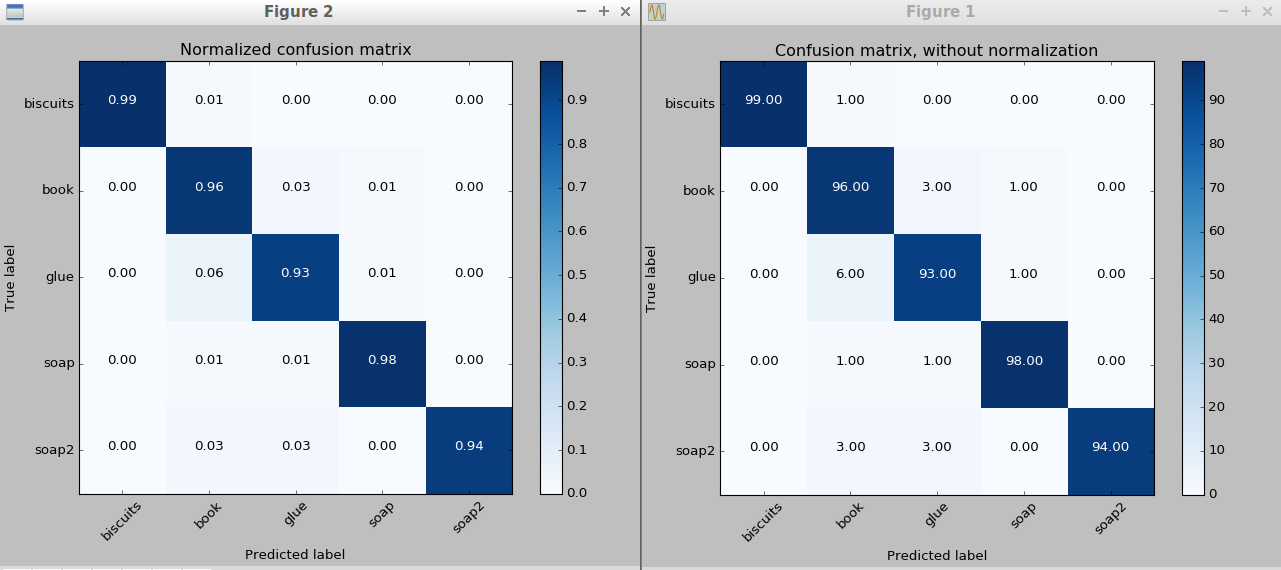 Figure 2
Normalized confusion matrix
biscuits 0.99 0.01 0.00 0.00 0.00
book 0.00 0.96 0.03 0.01 0.00
glue 0.00 0.06 0.93 0.01 0.00
soap 0.00 0.01 0.01 0.98 0.00
soap2 0.00 0.03 0.03 0.00 0.94
True label
biscuits book glue soap soap2
Predicted label
0.9
0.8
0.7
0.6
0.5
0.4
0.3
0.2
0.1
0.0
Figure 1
Confusion matrix, without normalization
biscuits 99.00 1.00 0.00 0.00 0.00
book 0.00 96.00 3.00 1.00 0.00
glue 0.00 6.00 93.00 1.00 0.00
soap 0.00 1.00 1.00 98.00 0.00
soap2 0.00 3.00 3.00 0.00 94.00
True label
biscuits book glue soap soap2
Predicted label
90
80
70
60
50
40
30
20
10
0